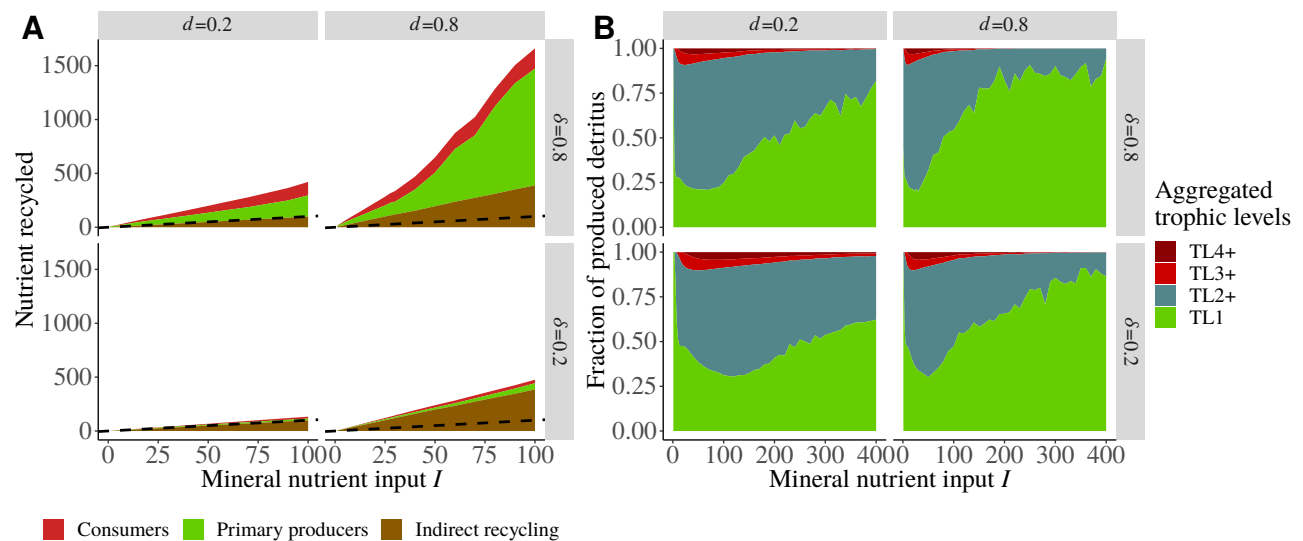 A
d=0.2
d=0.8
Nutrient recycled
1500
1000
500
0
δ=0.8
1500
1000
500
0
δ=0.2
0 25 50 75 100 0 25 50 75 100
Mineral nutrient input I
Consumers
Primary producers
Indirect recycling
B
d=0.2
d=0.8
Fraction of produced detritus
1.00
0.75
0.50
0.25
0.00
δ=0.8
1.00
0.75
0.50
0.25
0.00
δ=0.2
0 100 200 300 400 0 100 200 300 400
Mineral nutrient input I
Aggregated
trophic levels
TL4+
TL3+
TL2+
TL1